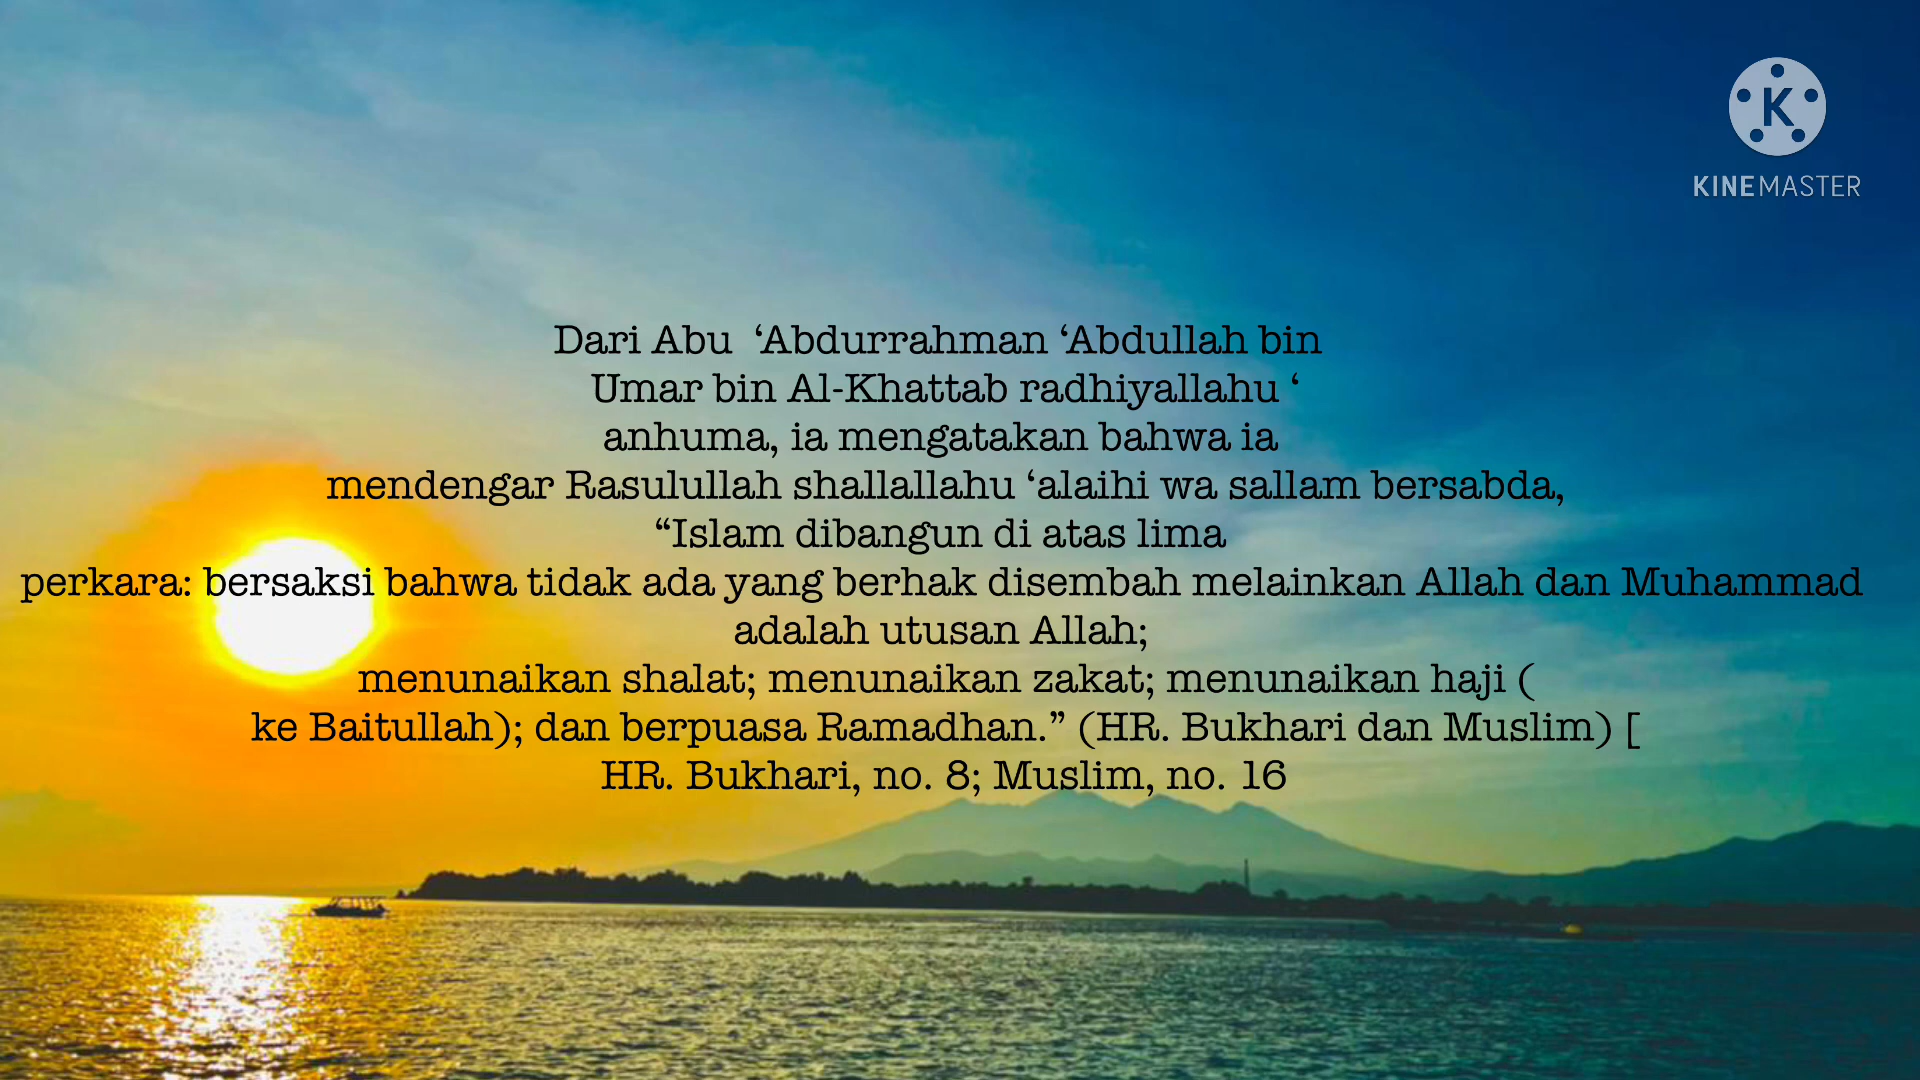 K
KINEMASTER
Dari Abu  ‘Abdurrahman ‘Abdullah bin
Umar bin Al-Khattab radhiyallahu ‘
anhuma, ia mengatakan bahwa ia
mendengar Rasulullah shallallahu ‘alaihi wa sallam bersabda,
“Islam dibangun di atas lima
perkara: bersaksi bahwa tidak ada yang berhak disembah melainkan Allah dan Muhammad
adalah utusan Allah;
menunaikan shalat; menunaikan zakat; menunaikan haji (
ke Baitullah); dan berpuasa Ramadhan.” (HR. Bukhari dan Muslim) [
HR. Bukhari, no. 8; Muslim, no. 16